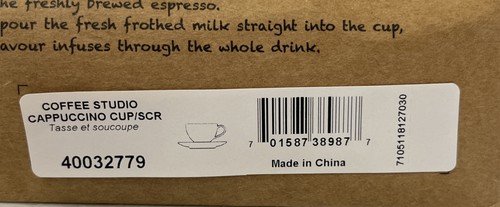 he freshly brewed espresso.
pour the fresh frothed milk straight into the cup,
avour infuses through the whole drink.
COFFEE STUDIO
CAPPUCCINO CUP/SCR
Tasse et soucoupe
40032779
7 01587 38987 7
Made in China
7105118127030